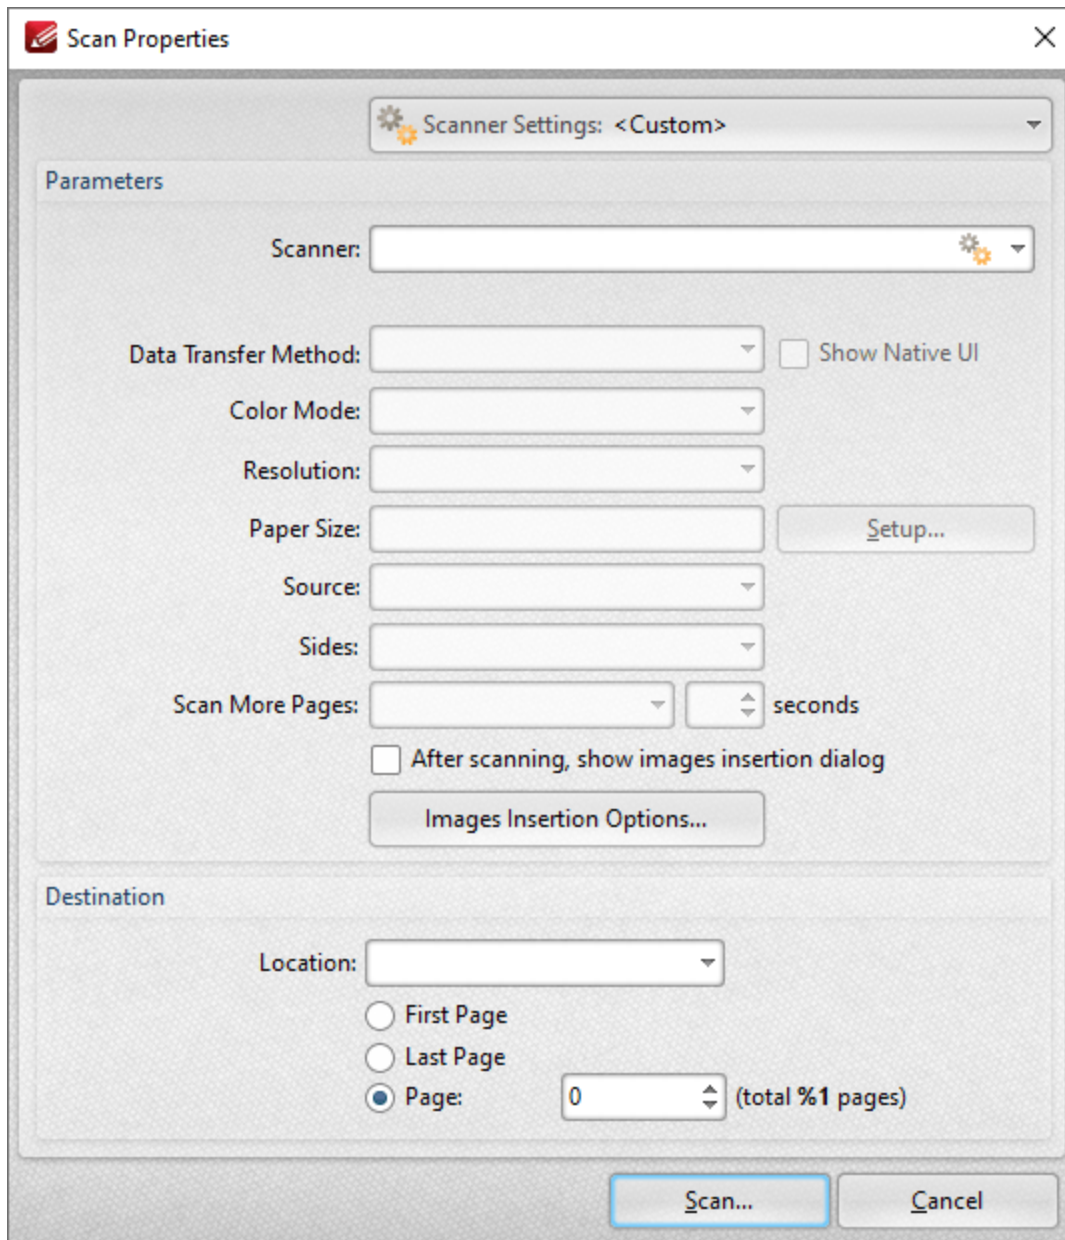 Scan Properties
Scanner Settings: <Custom>
Parameters
Scanner:
Data Transfer Method:
Show Native UI
Color Mode:
Resolution:
Paper Size:
Setup...
Source:
Sides:
Scan More Pages:
seconds
After scanning, show images insertion dialog
Images Insertion Options...
Destination
Location:
First Page
Last Page
Page: 0 (total %1 pages)
Scan... Cancel